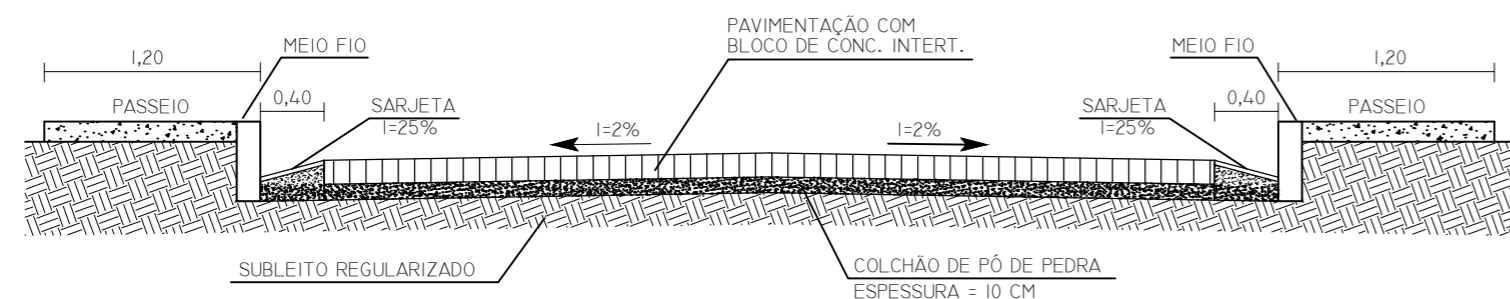 PAVIMENTAÇÃO COM
BLOCO DE CONC. INTERT.
MEIO FIO
MEIO FIO
1,20
1,20
PASSEIO
0,40
SARJETA
I=25%
I=2%
I=2%
SARJETA
I=25%
0,40
PASSEIO
SUBLEITO REGULARIZADO
COLCHÃO DE PÓ DE PEDRA
ESPESSURA = 10 CM